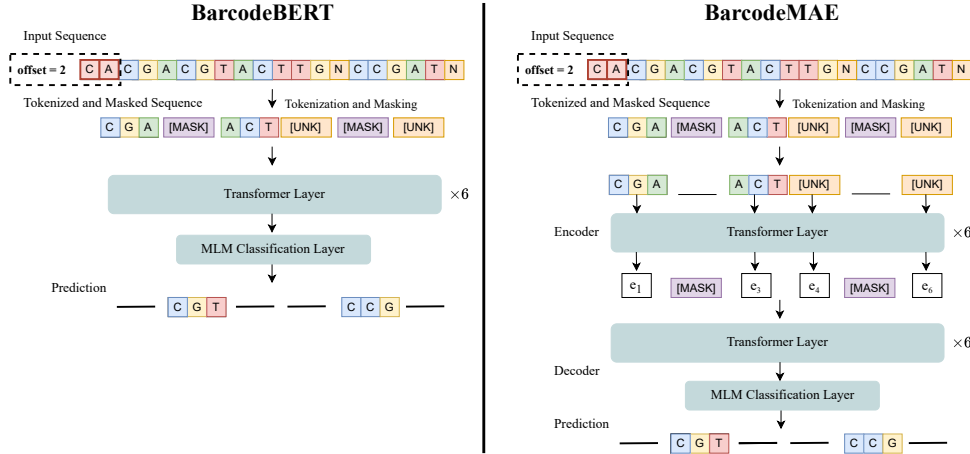 BarcodeBERT
Input Sequence
offset = 2 C A C G A C G T A C T T G N C C G A T N
Tokenized and Masked Sequence Tokenization and Masking
C G A [MASK] A C T [UNK] [MASK] [UNK]
Transformer Layer ×6
MLM Classification Layer
Prediction
C G T C C G
BarcodeMAE
Input Sequence
offset = 2 C A C G A C G T A C T T G N C C G A T N
Tokenized and Masked Sequence Tokenization and Masking
C G A [MASK] A C T [UNK] [MASK] [UNK]
C G A A C T [UNK] [UNK]
Encoder Transformer Layer ×6
e1 [MASK] e3 e4 [MASK] e6
Transformer Layer ×6
Decoder
MLM Classification Layer
Prediction
C G T C C G